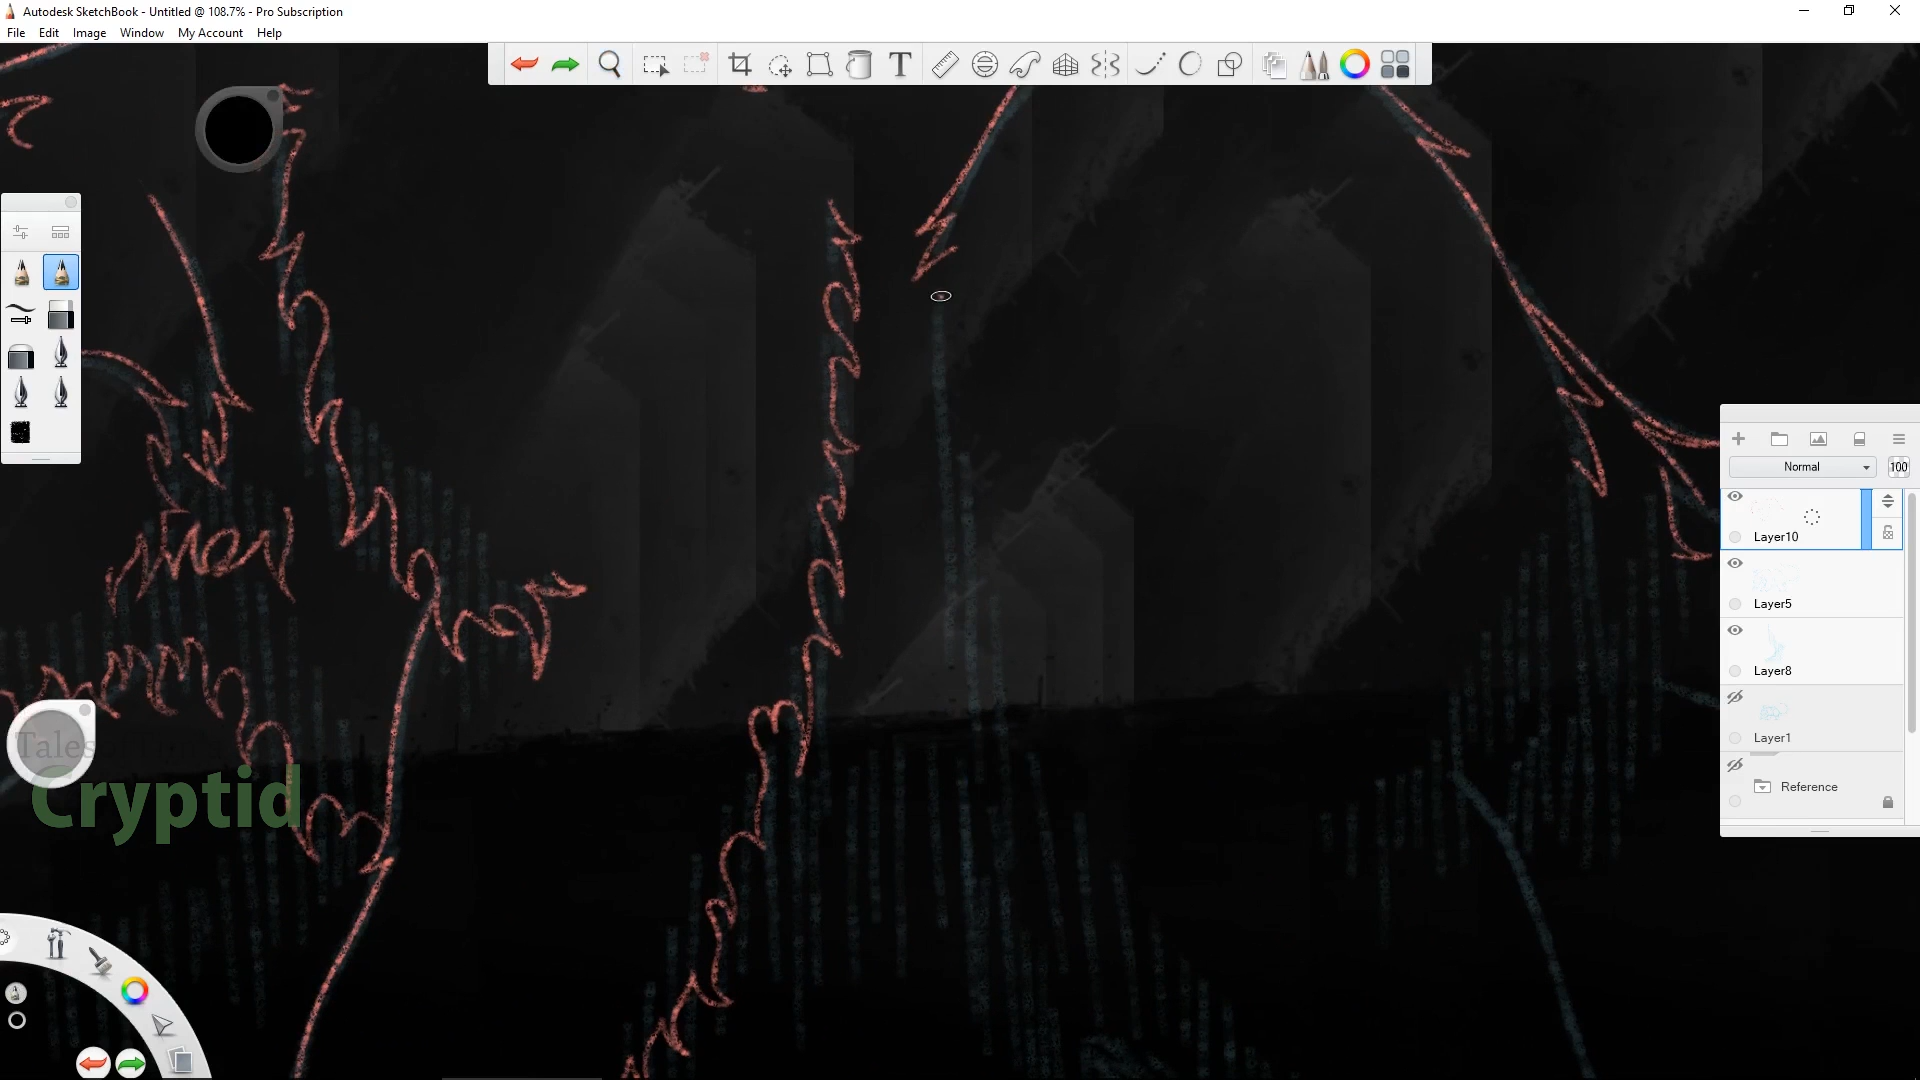 Autodesk SketchBook - Untitled @ 108.7% - Pro Subscription
File Edit Image Window My Account Help
T
Normal 100
Layer10
Layer5
Layer8
Layer1
Reference
Tales
Cryptid